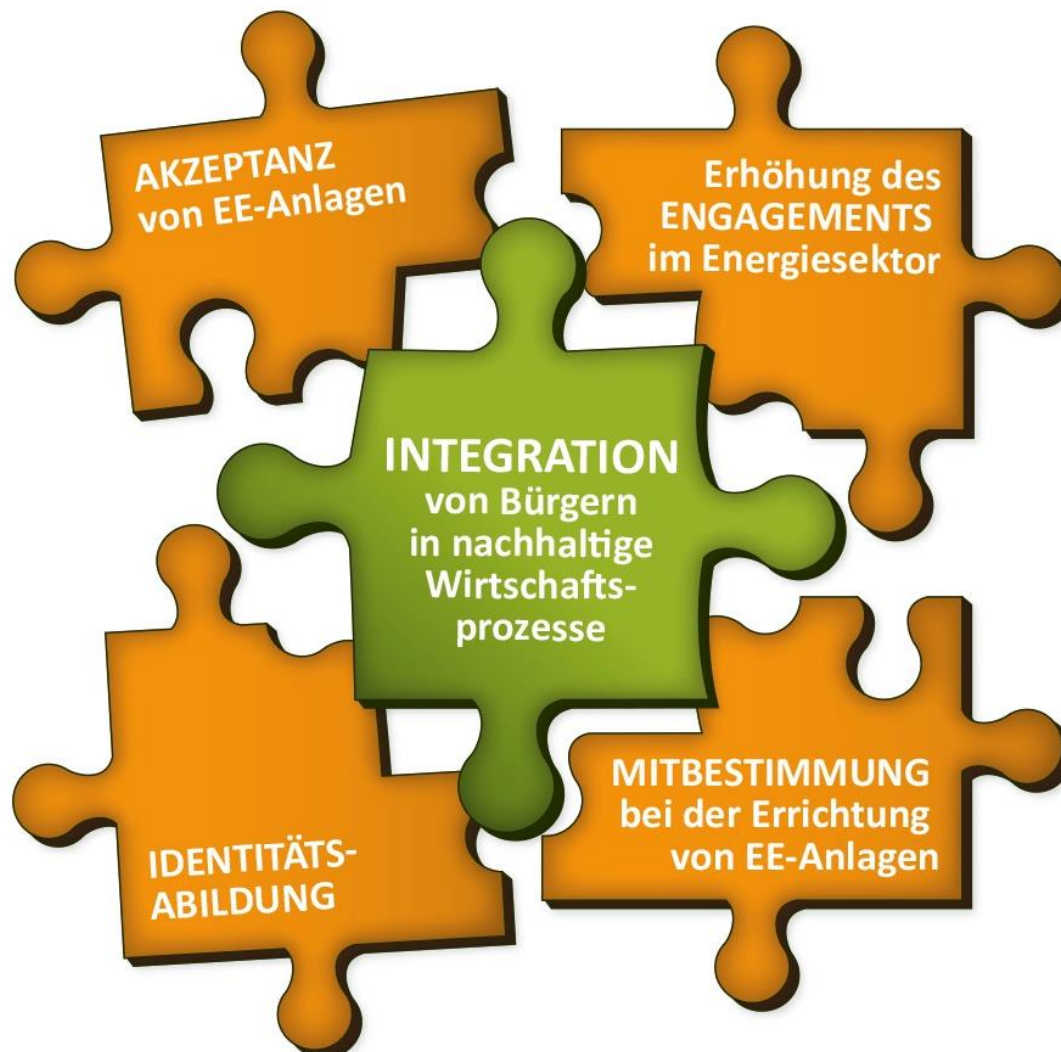 AKZEPTANZ
von EE-Anlagen
Erhöhung des
ENGAGEMENTS
im Energiesektor
INTEGRATION
von Bürgern
in nachhaltige
Wirtschafts-
prozesse
IDENTITÄTS-
ABILDUNG
MITBESTIMMUNG
bei der Errichtung
von EE-Anlagen